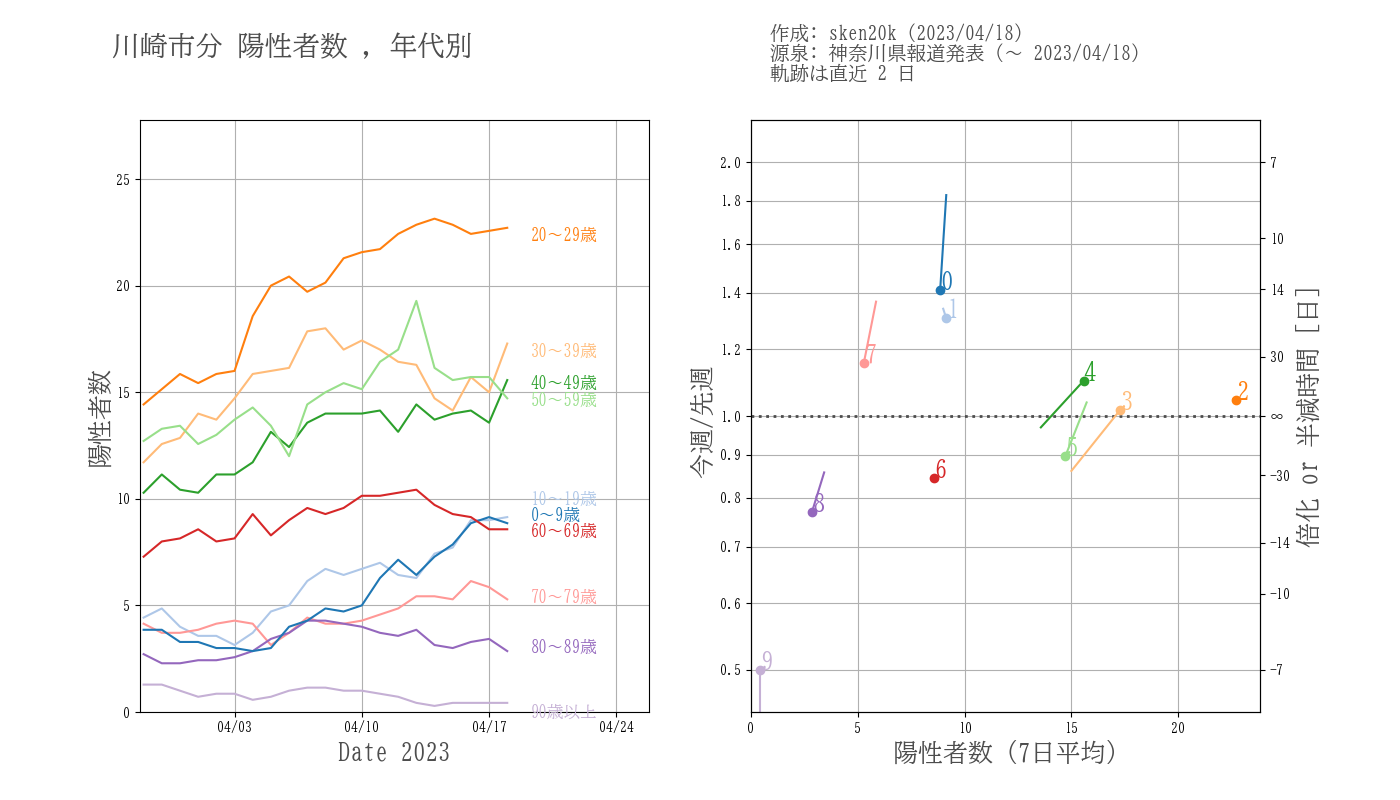 川崎市分 陽性者数 , 年代別
作成: sken20k (2023/04/18)
源泉: 神奈川県報道発表 (〜 2023/04/18)
軌跡は直近 2 日
陽性者数
25
20
15
10
5
0
04/03
04/10
04/17
04/24
Date 2023
20〜29歳
30〜39歳
40〜49歳
50〜59歳
10〜19歳
0〜9歳
60〜69歳
70〜79歳
80〜89歳
90歳以上
今週/先週
2.0
1.8
1.6
1.4
1.2
1.0
0.9
0.8
0.7
0.6
0.5
0
5
10
15
20
陽性者数 (7日平均)
0
1
7
4
2
3
5
6
8
9
7
10
14
30
∞
-30
-14
-10
-7
倍化 or 半減時間 [日]